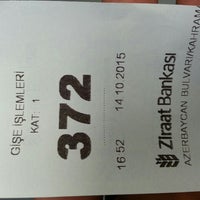 Ziraat Bankası
AZERBAYCAN BULVARI/KAHRAM
16 52 14 10 2015
372
KAT: 1
GİŞE İŞLEMLERİ